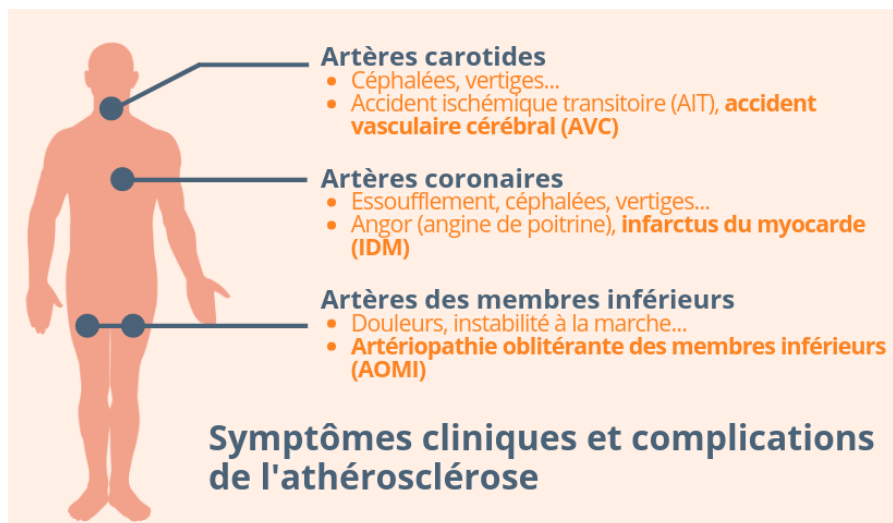 Artères carotides
• Céphalées, vertiges...
• Accident ischémique transitoire (AIT), accident
vasculaire cérébral (AVC)
Artères coronaires
• Essoufflement, céphalées, vertiges...
• Angor (angine de poitrine), infarctus du myocarde
(IDM)
Artères des membres inférieurs
• Douleurs, instabilité à la marche...
• Artériopathie oblitérante des membres inférieurs
(AOMI)
Symptômes cliniques et complications
de l'athérosclérose